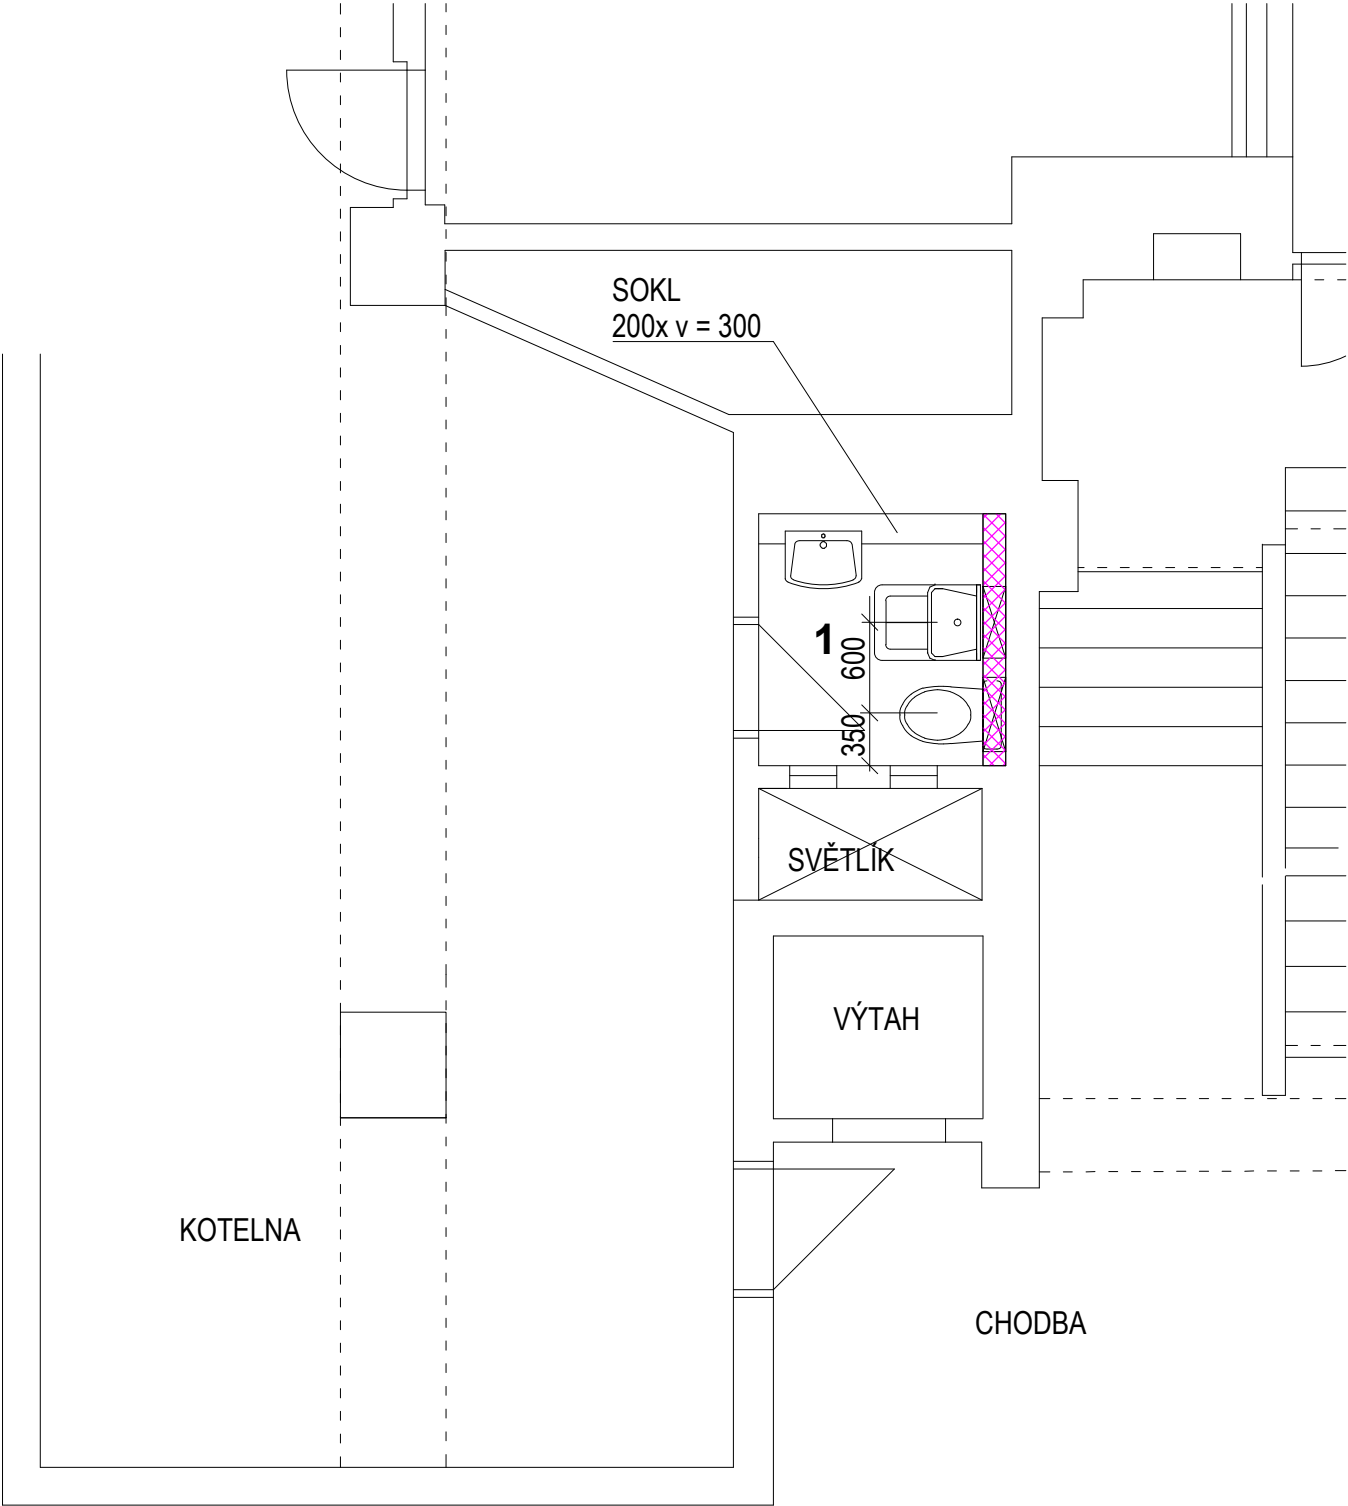 SOKL
200x v = 300
1
600
350
SVĚTLÍK
VÝTAH
KOTELNA
CHODBA